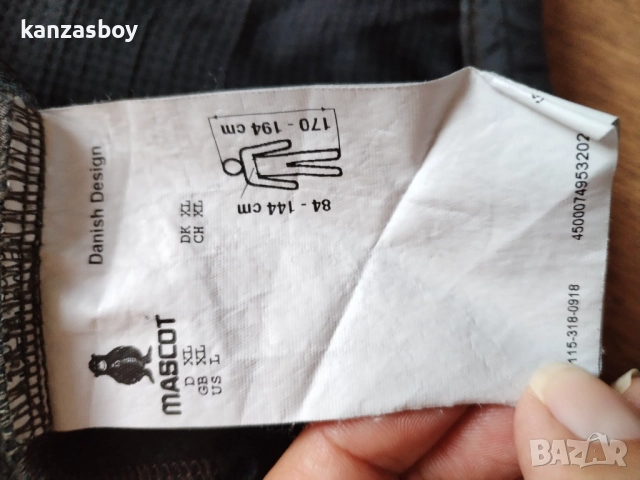 kanzasboy
MASCOT
Danish Design
D XL
GB XL
US L
DK XL
CH XL
170 - 194 cm
84 - 144 cm
115-318-0918
4500074953202
BAZAR